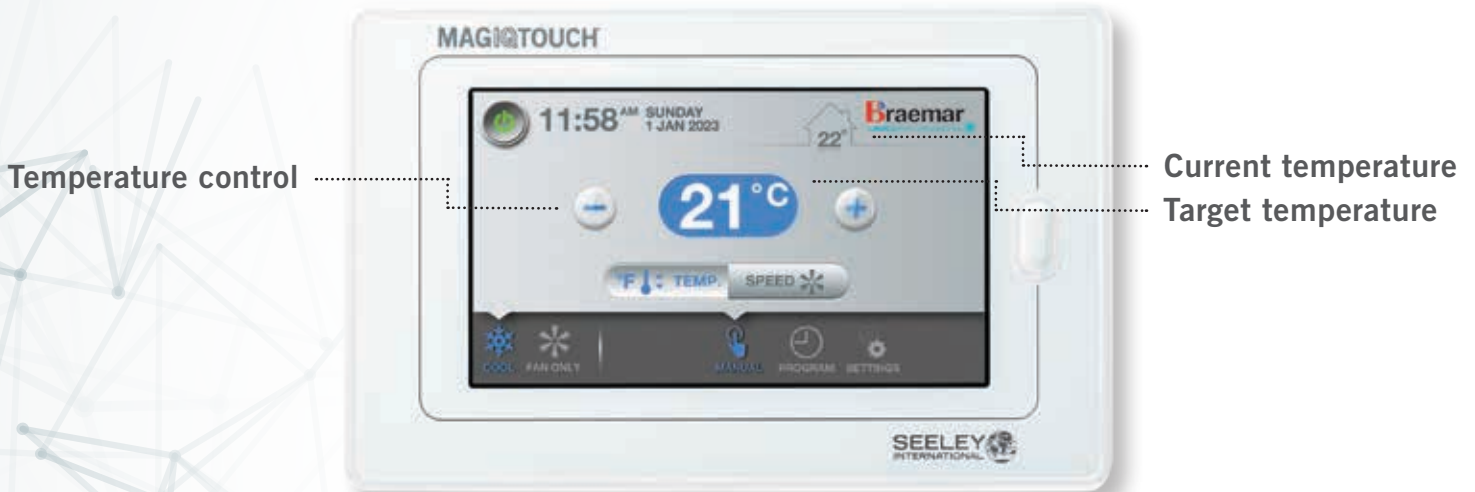 MAGIQTOUCH
11:58 AM SUNDAY
1 JAN 2023
22°
Braemar
Temperature control
21°C
Current temperature
Target temperature
°F TEMP. SPEED
COOL FAN ONLY MANUAL PROGRAM SETTINGS
SEELEY
INTERNATIONAL